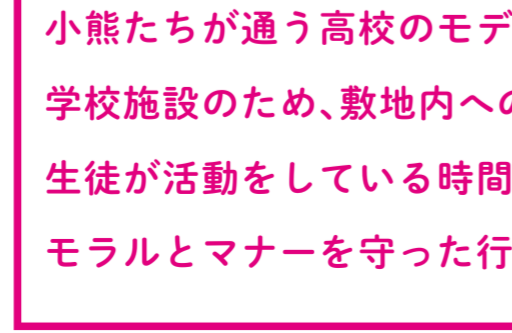 小熊たちが通う高校のモデ
学校施設のため、敷地内への
生徒が活動をしている時間
モラルとマナーを守った行